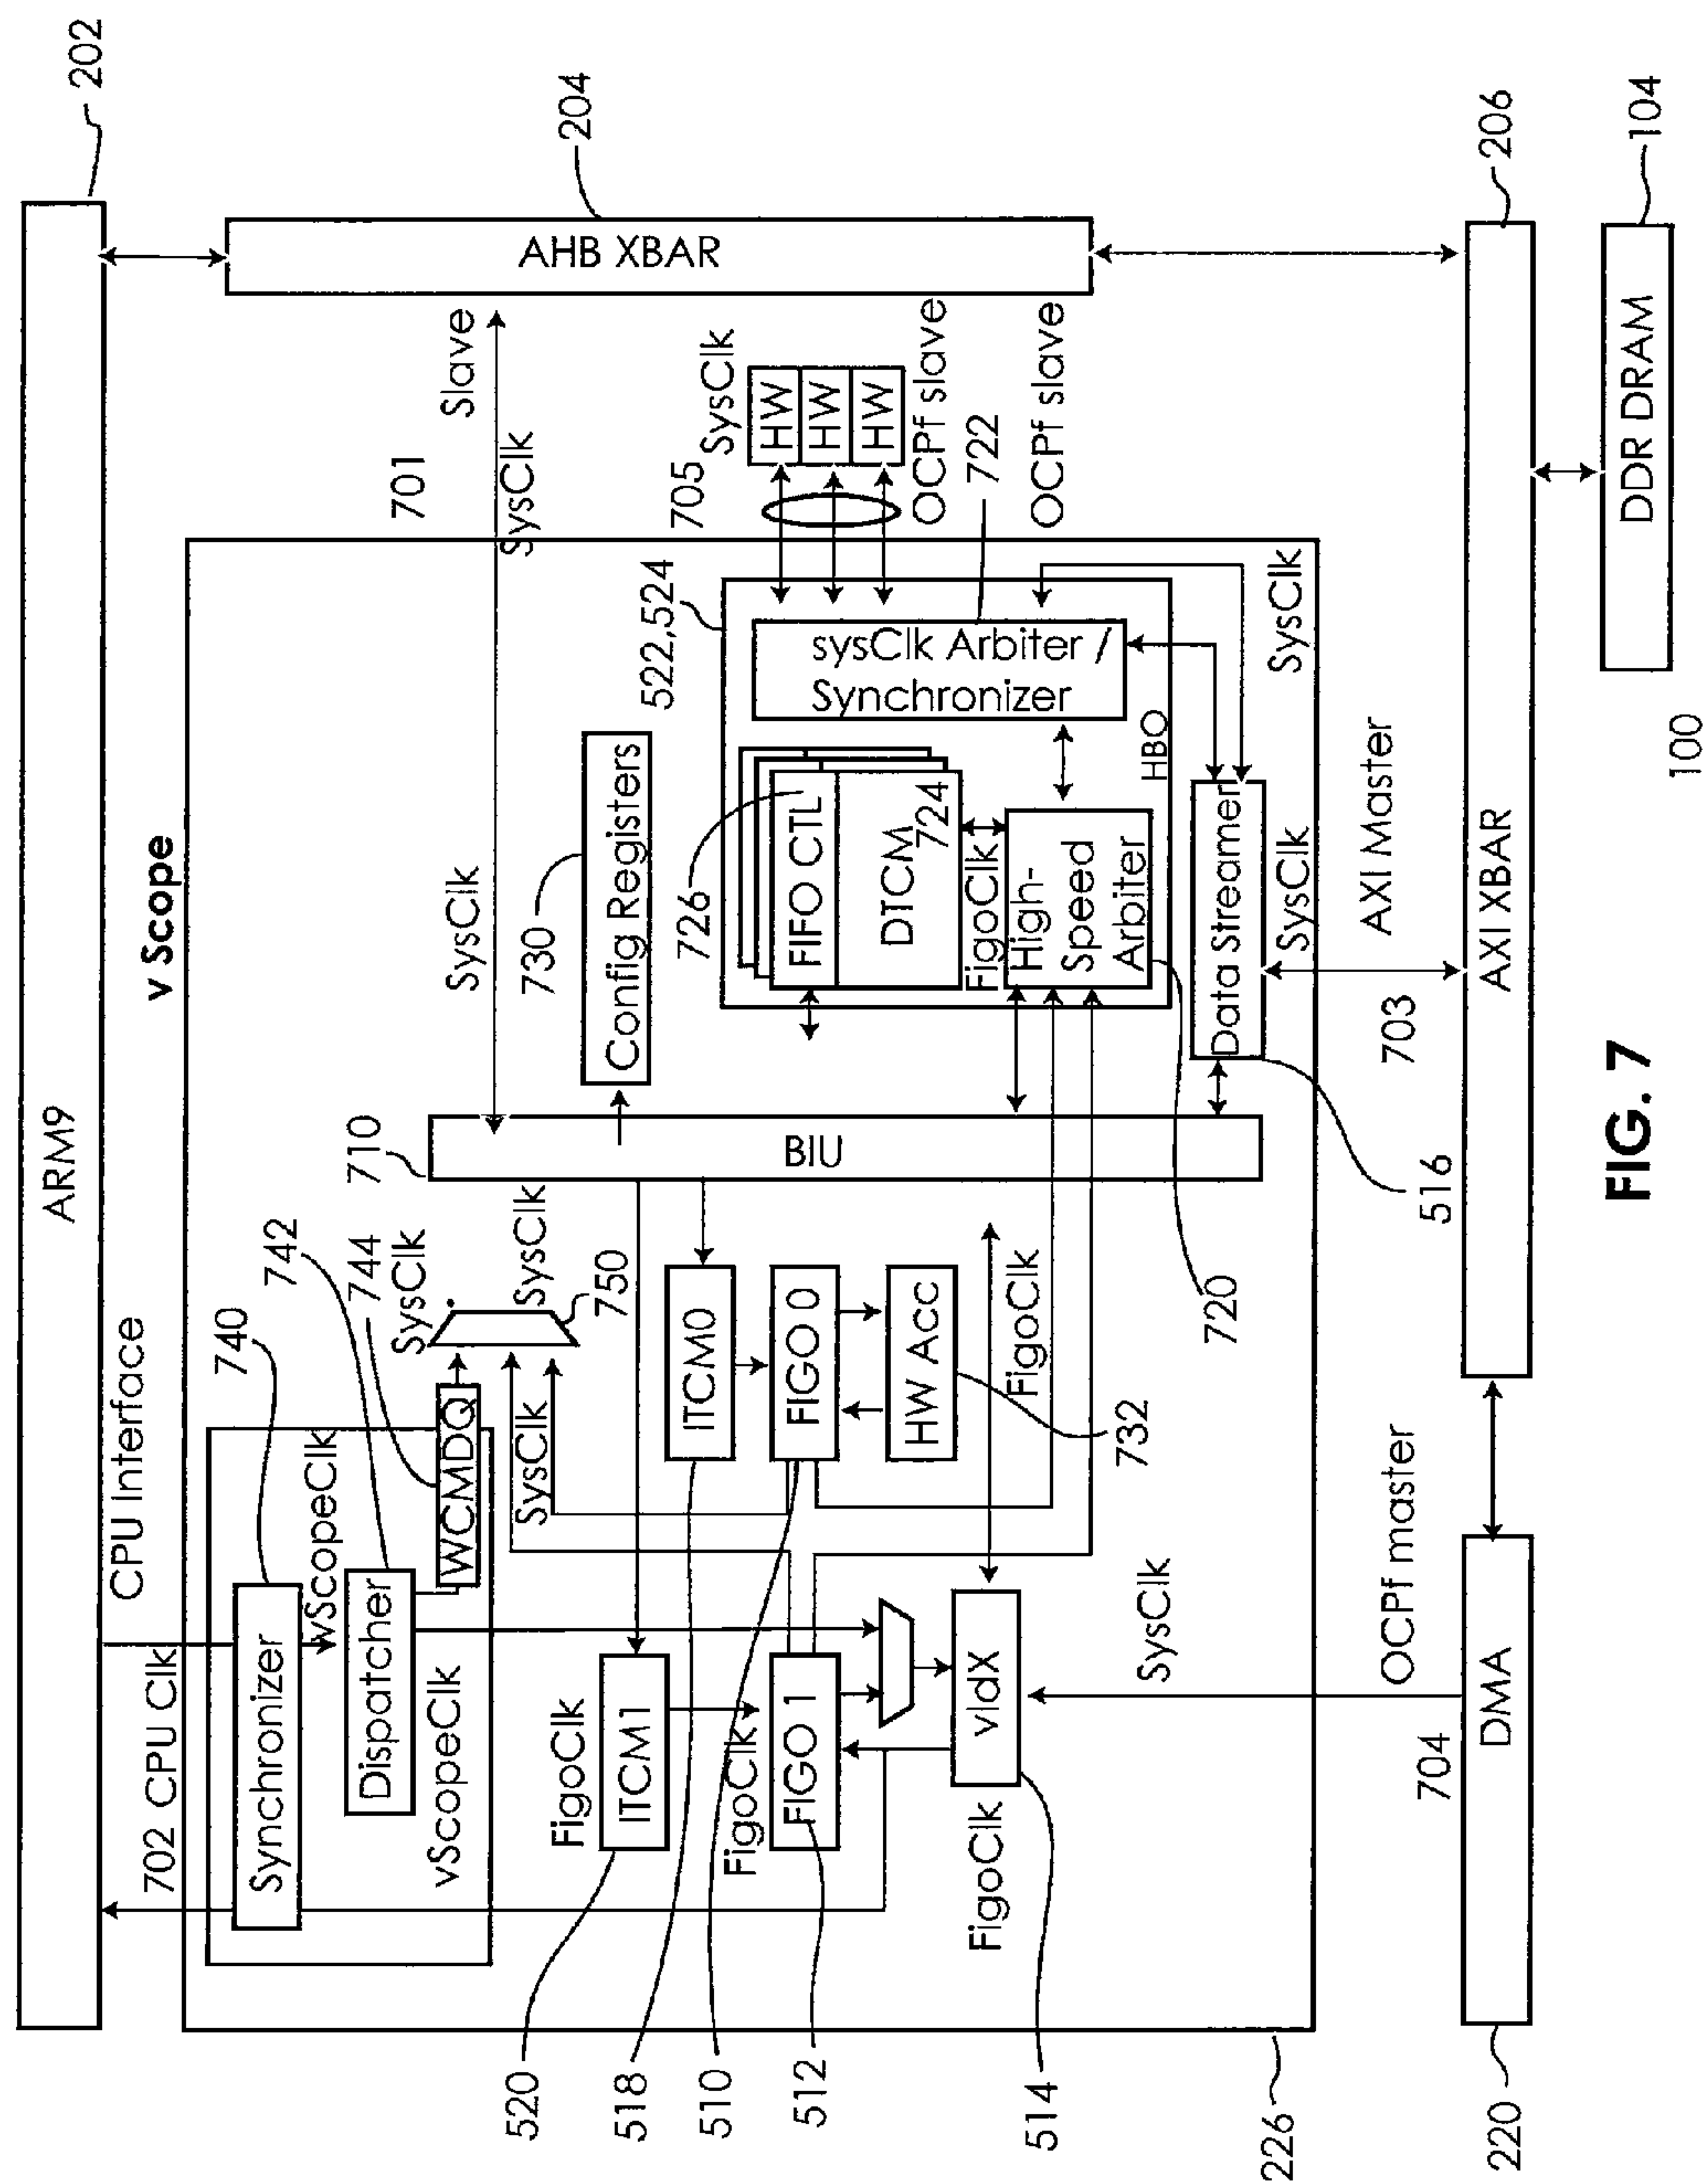 202
ARM9
CPU Interface
702 CPU Clk
204
AHB XBAR
v Scope
740
742
744
Synchronizer
vScopeClk
Dispatcher
vScopeClk
WCMDQ
SysClk
SysClk
SysClk
750
710
BIU
701
Slave
SysClk
SysClk
730
Config Registers
705
SysClk
HW
HW
HW
OCPf slave
OCPf slave
722
522,524
sysClk Arbiter /
Synchronizer
726
FIFO CTL
DTCM
724
FigoClk
High-
Speed
Arbiter
HBO
720
Data Streamer
SysClk
SysClk
516
AXI Master
703
FigoClk
ITCM1
520
ITCM0
518
FIGO 0
510
HW Acc
732
FigoClk
FIGO 1
512
vldX
514
FigoClk
FigoClk
SysClk
226
OCPf master
704
DMA
220
AXI XBAR
206
DDR DRAM
104
100
FIG. 7